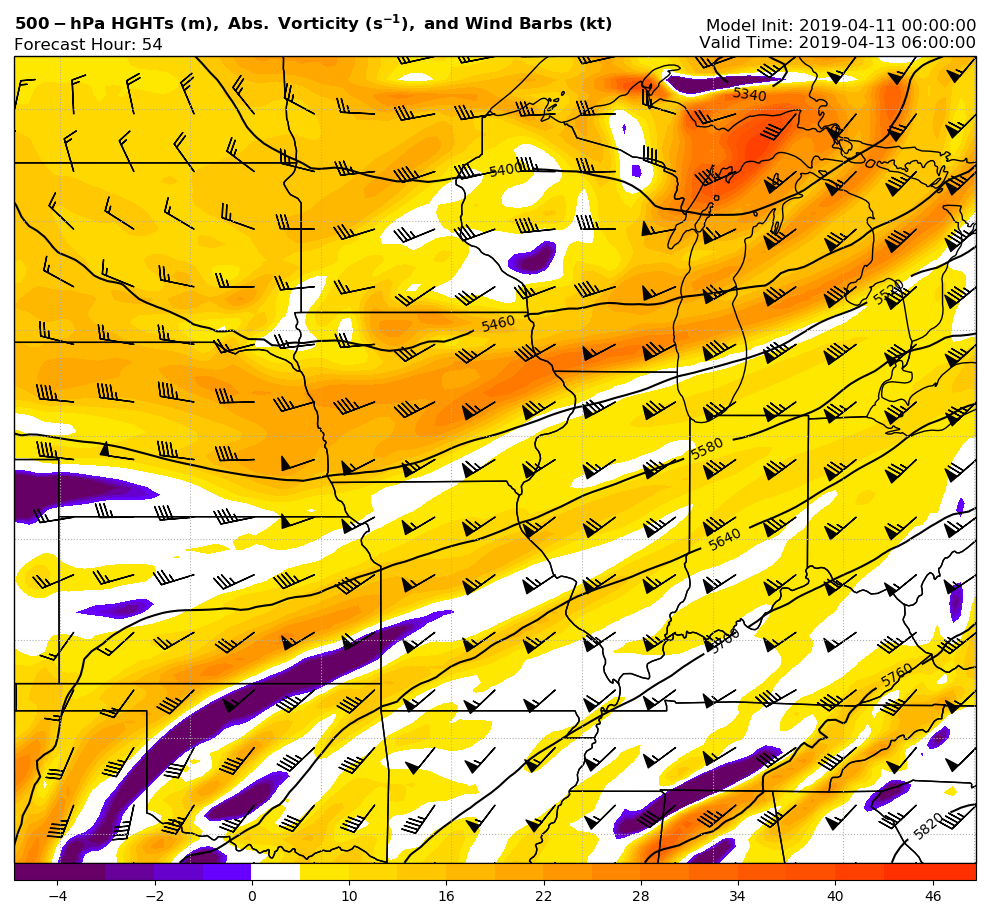 500-hPa HGHTs (m), Abs. Vorticity (s⁻¹), and Wind Barbs (kt)
Model Init: 2019-04-11 00:00:00
Forecast Hour: 54
Valid Time: 2019-04-13 06:00:00
5340
5400
5520
5460
5580
5640
5700
5760
5820
−4 −2 0 10 16 22 28 34 40 46